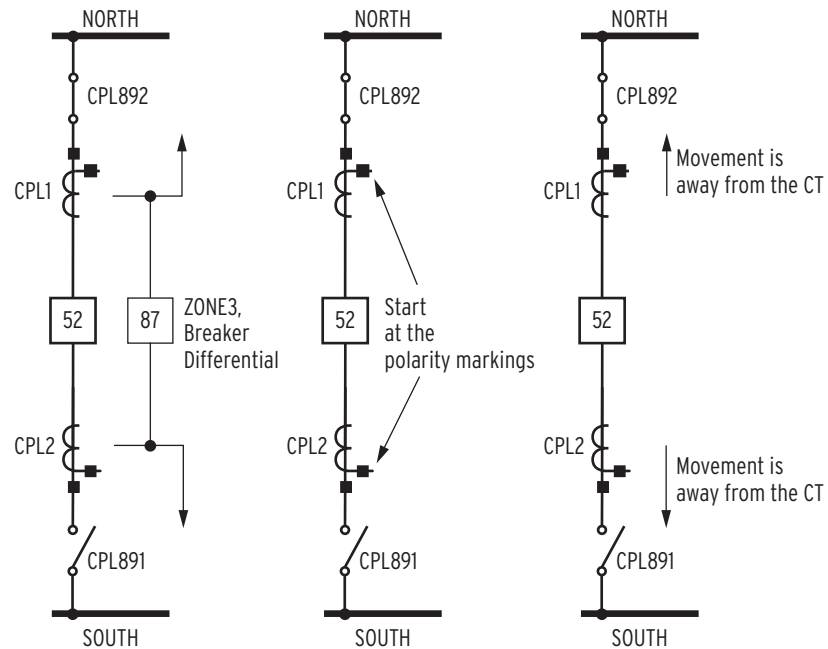 NORTH
CPL892
CPL1
52
87
ZONE3,
Breaker
Differential
CPL2
CPL891
SOUTH
NORTH
CPL892
CPL1
52
Start
at the
polarity markings
CPL2
CPL891
SOUTH
NORTH
CPL892
Movement is
away from the CT
CPL1
52
CPL2
Movement is
away from the CT
CPL891
SOUTH